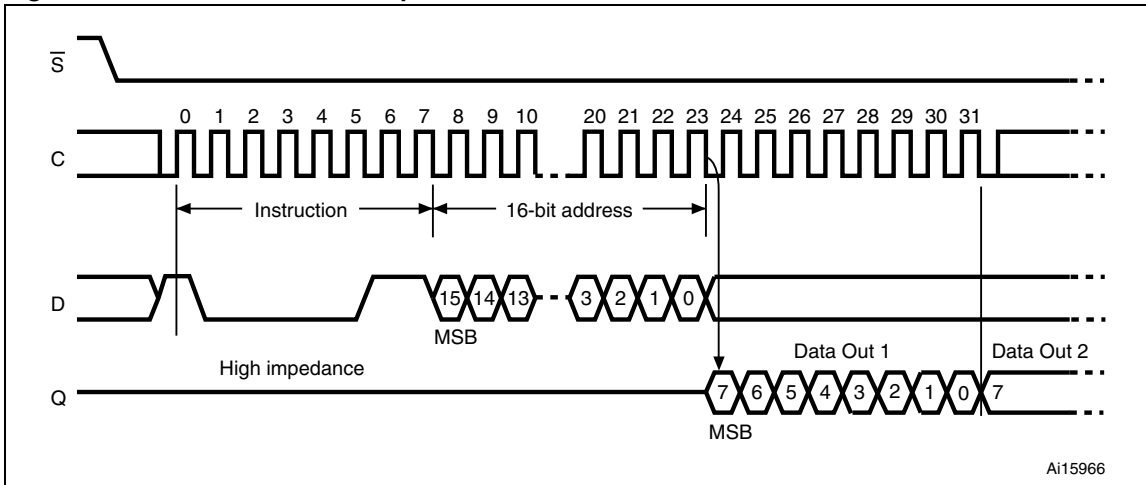 S
0 1 2 3 4 5 6 7 8 9 10 20 21 22 23 24 25 26 27 28 29 30 31
C
Instruction 16-bit address
D 15 14 13 3 2 1 0
MSB
Data Out 1 Data Out 2
High impedance
Q 7 6 5 4 3 2 1 0 7
MSB
Ai15966